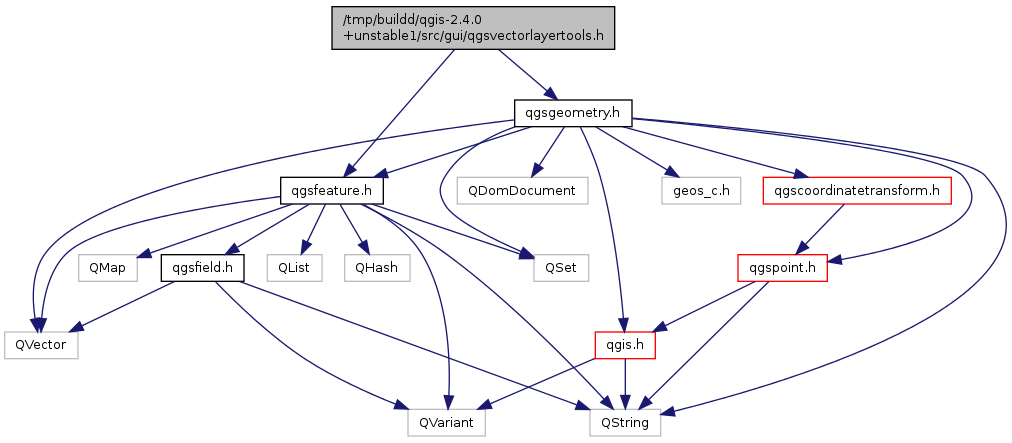 /tmp/buildd/qgis-2.4.0
+unstable1/src/gui/qgsvectorlayertools.h
qgsgeometry.h
qgsfeature.h
QDomDocument
geos_c.h
qgscoordinatetransform.h
QMap
qgsfield.h
QList
QHash
QSet
qgspoint.h
QVector
qgis.h
QVariant
QString